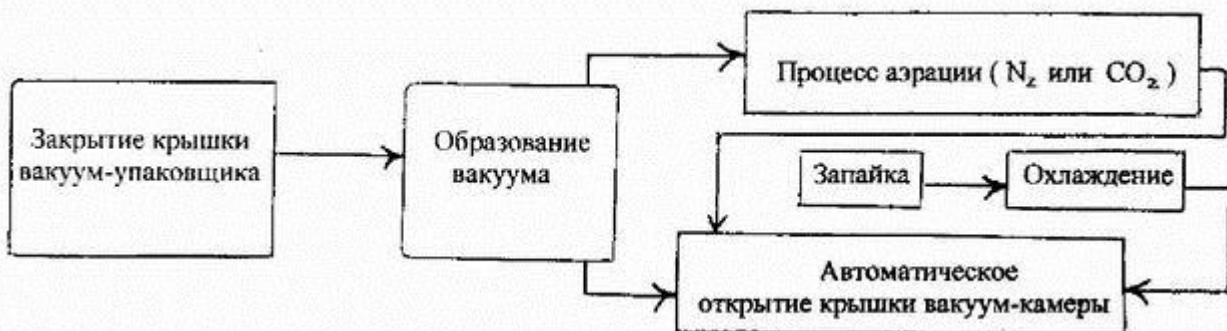 Закрытие крышки
вакуум-упаковщика
Образование
вакуума
Процесс аэрации ( N₂ или CO₂ )
Запайка
Охлаждение
Автоматическое
открытие крышки вакуум-камеры